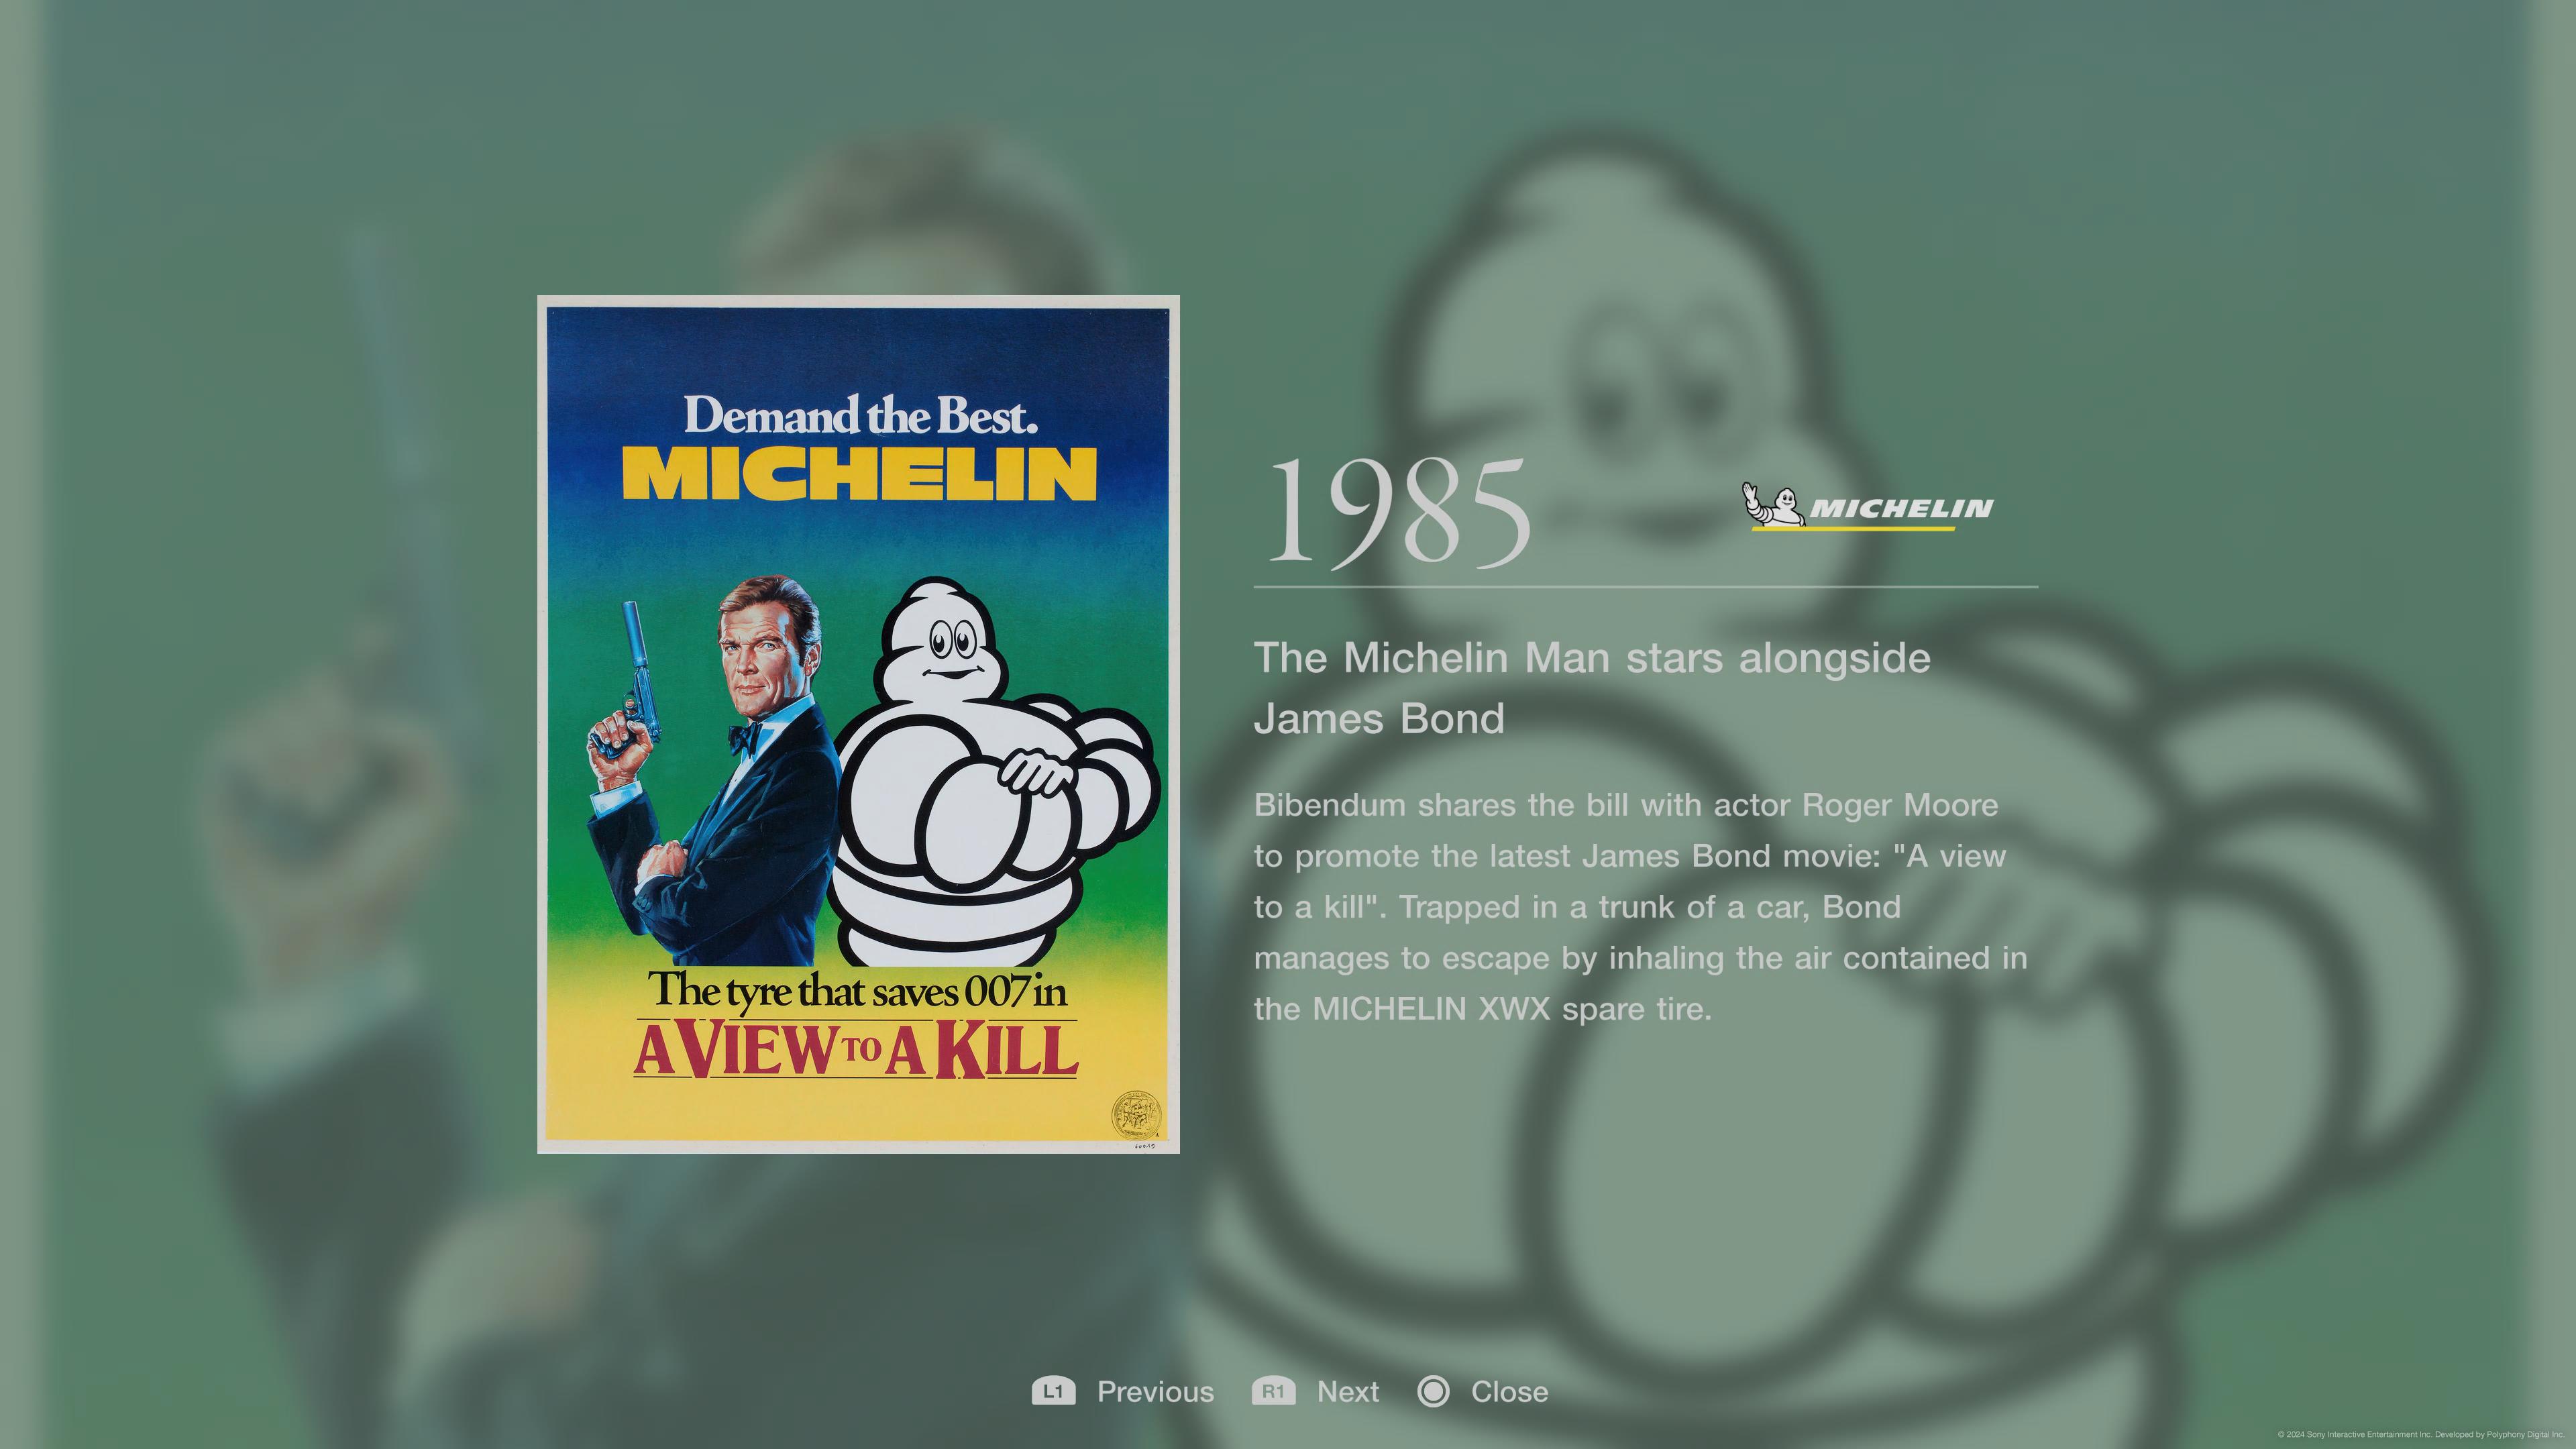 Demand the Best.
MICHELIN
The tyre that saves 007 in
A VIEW TO A KILL
1985
MICHELIN
The Michelin Man stars alongside
James Bond
Bibendum shares the bill with actor Roger Moore
to promote the latest James Bond movie: "A view
to a kill". Trapped in a trunk of a car, Bond
manages to escape by inhaling the air contained in
the MICHELIN XWX spare tire.
L1 Previous R1 Next Close
© 2024 Sony Interactive Entertainment Inc. Developed by Polyphony Digital Inc.